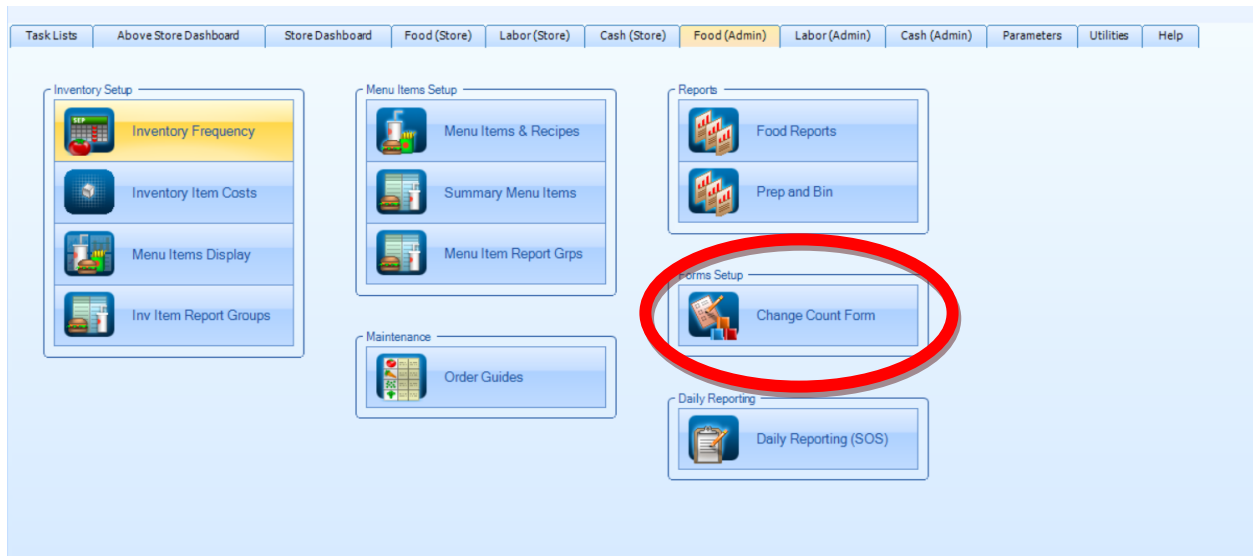 Task Lists
Above Store Dashboard
Store Dashboard
Food (Store)
Labor (Store)
Cash (Store)
Food (Admin)
Labor (Admin)
Cash (Admin)
Parameters
Utilities
Help
Inventory Setup
SEP
Inventory Frequency
Inventory Item Costs
Menu Items Display
Inv Item Report Groups
Menu Items Setup
Menu Items & Recipes
Summary Menu Items
Menu Item Report Grps
Maintenance
Order Guides
Reports
Food Reports
Prep and Bin
Forms Setup
Change Count Form
Daily Reporting
Daily Reporting (SOS)